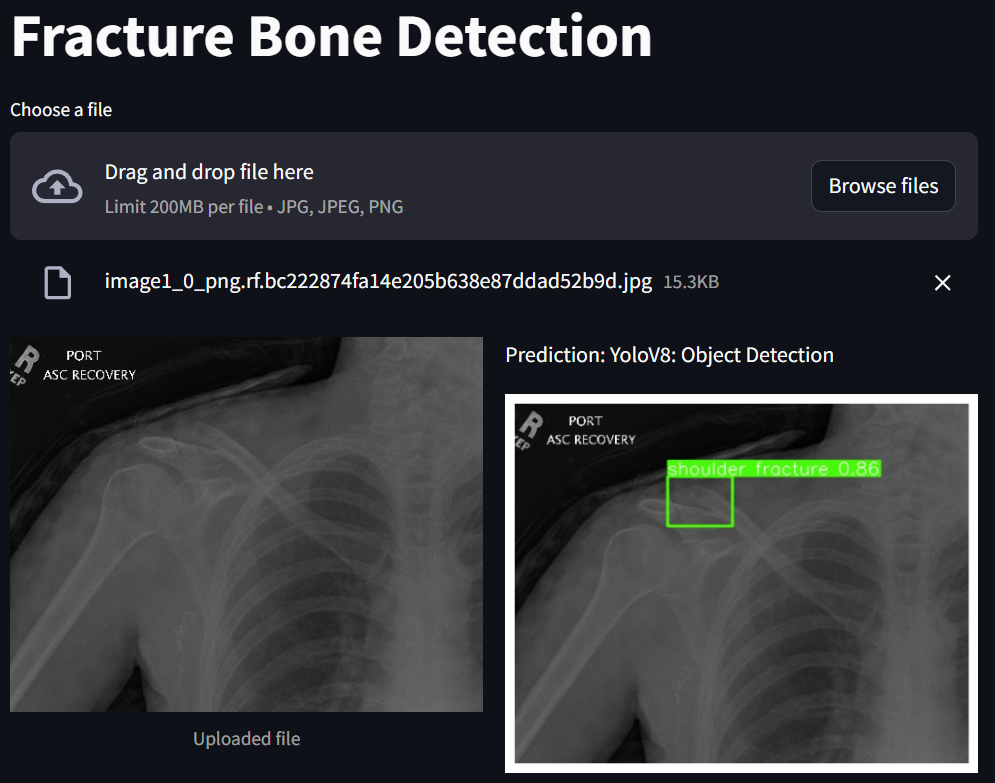 Fracture Bone Detection
Choose a file
Drag and drop file here
Limit 200MB per file • JPG, JPEG, PNG
Browse files
image1_0_png.rf.bc222874fa14e205b638e87ddad52b9d.jpg 15.3KB
R
EP
PORT
ASC RECOVERY
Uploaded file
Prediction: YoloV8: Object Detection
R
EP
PORT
ASC RECOVERY
shoulder fracture 0.86